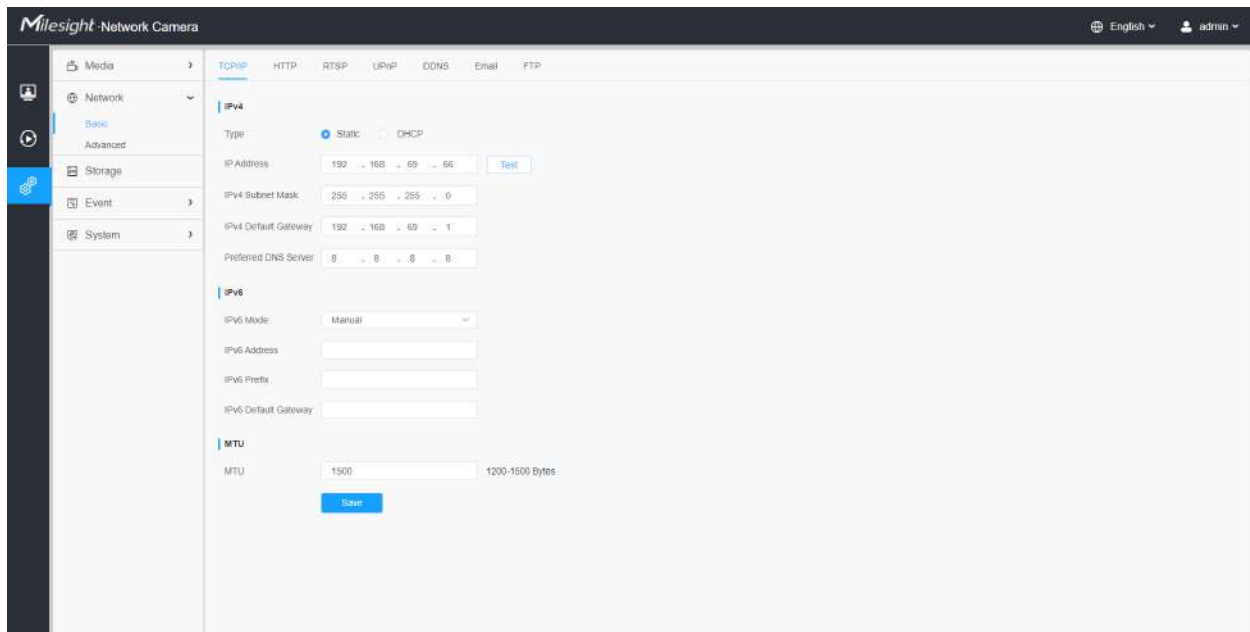 Milesight Network Camera
English
admin
Media
Network
Basic
Advanced
Storage
Event
System
TCP/IP HTTP RTSP UPnP DDNS Email FTP
IPv4
Type Static DHCP
IP Address 192 . 168 . 69 . 66 Test
IPv4 Subnet Mask 255 . 255 . 255 . 0
IPv4 Default Gateway 192 . 168 . 69 . 1
Preferred DNS Server 8 . 8 . 8 . 8
IPv6
IPv6 Mode Manual
IPv6 Address
IPv6 Prefix
IPv6 Default Gateway
MTU
MTU 1500 1200-1500 Bytes
Save